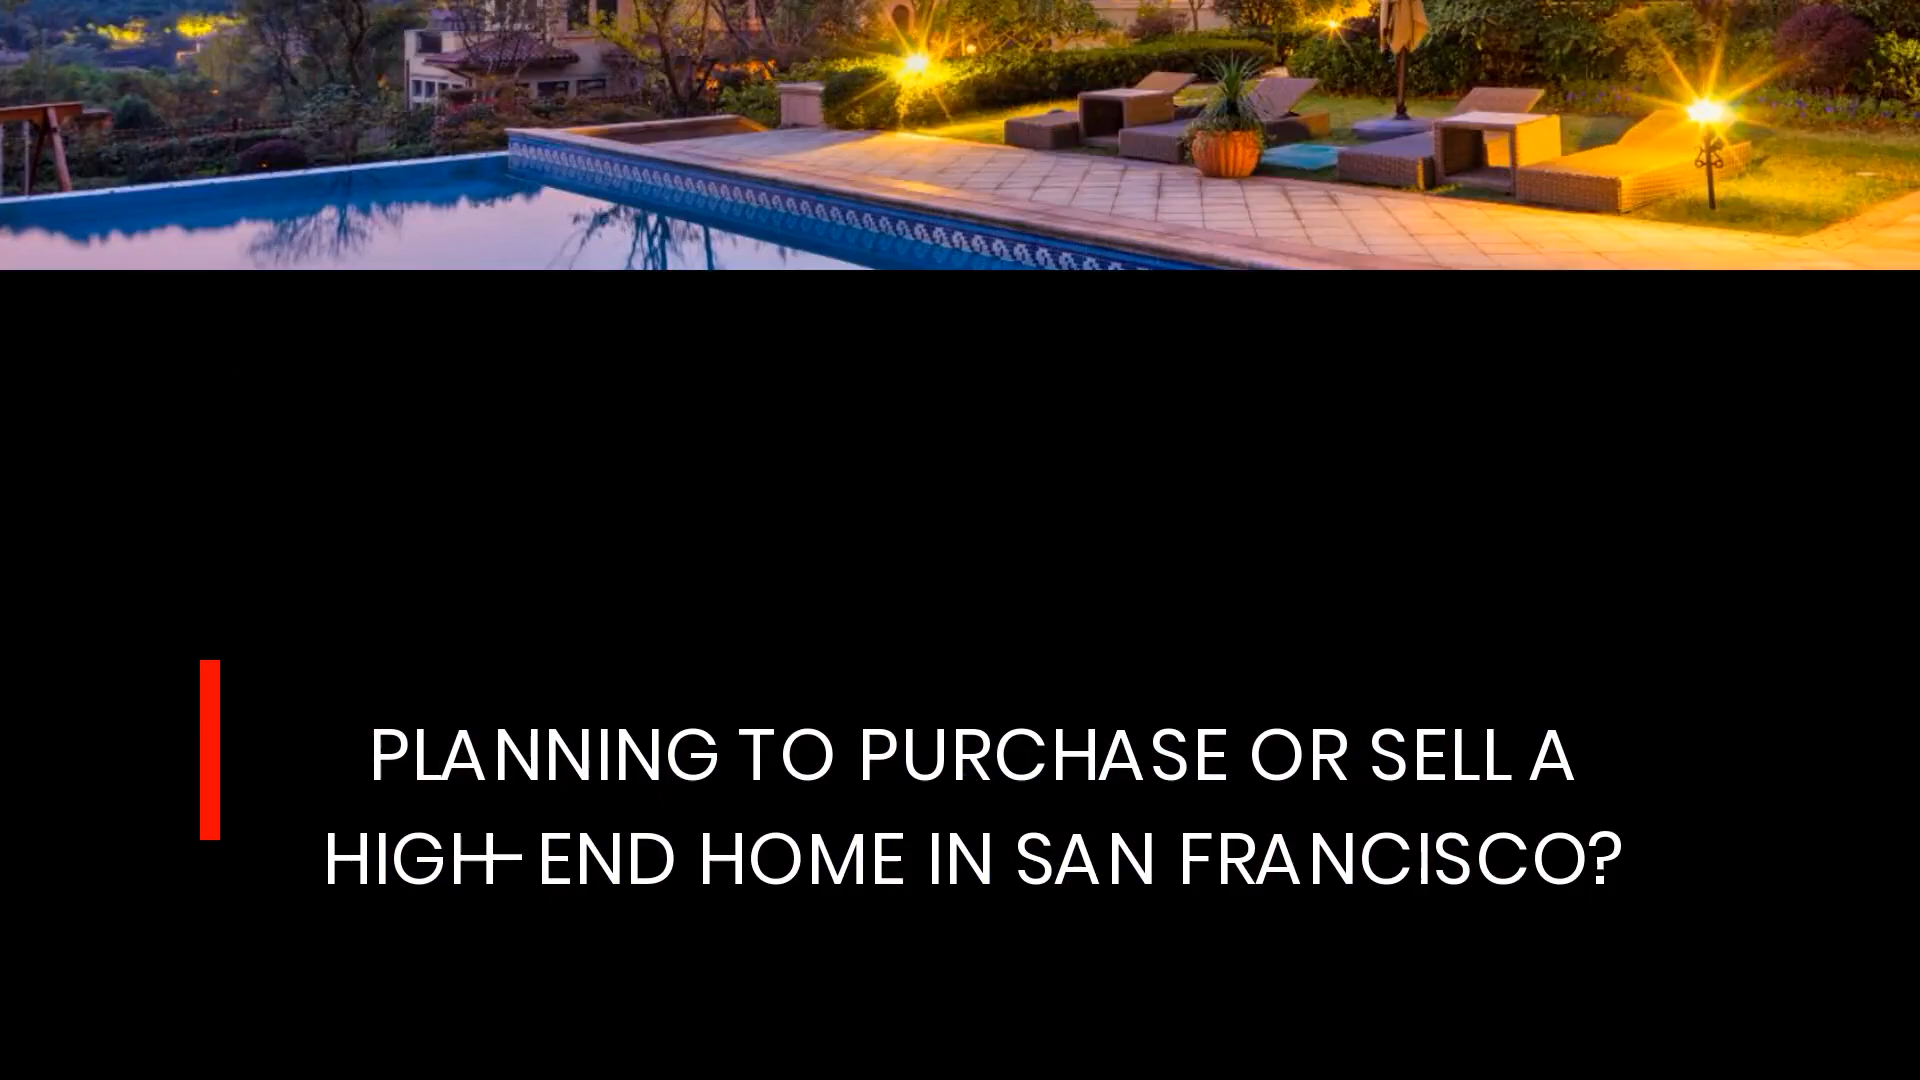 PLANNING TO PURCHASE OR SELL A
HIGH-END HOME IN SAN FRANCISCO?